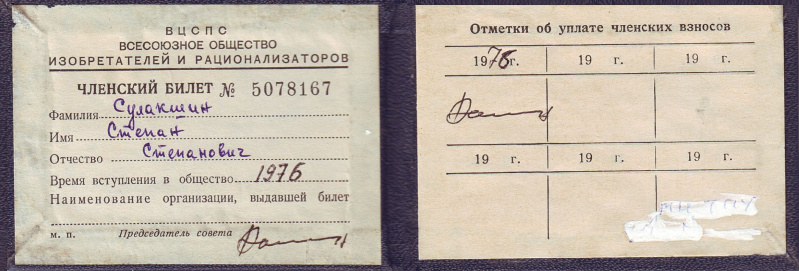 ВЦСПС
ВСЕСОЮЗНОЕ ОБЩЕСТВО
ИЗОБРЕТАТЕЛЕЙ И РАЦИОНАЛИЗАТОРОВ
ЧЛЕНСКИЙ БИЛЕТ № 5078167
Фамилия Сулакшин
Имя Степан
Отчество Степанович
Время вступления в общество 1976
Наименование организации, выдавшей билет
м. п. Председатель совета
Отметки об уплате членских взносов
1976г. 19 г. 19 г.
19 г. 19 г. 19 г.